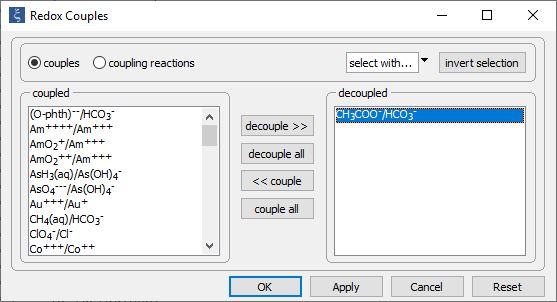 Redox Couples
couples
coupling reactions
select with...
invert selection
coupled
decoupled
(O-phth)--/HCO3-
Am++++/Am+++
AmO2+/Am+++
AmO2++/Am+++
AsH3(aq)/As(OH)4-
AsO4---/As(OH)4-
Au+++/Au+
CH4(aq)/HCO3-
ClO4-/Cl-
Co+++/Co++
decouple >>
decouple all
<< couple
couple all
CH3COO-/HCO3-
OK
Apply
Cancel
Reset